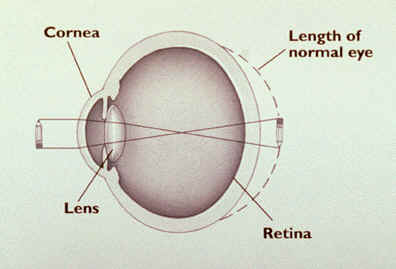 Cornea
Length of
normal eye
Lens
Retina